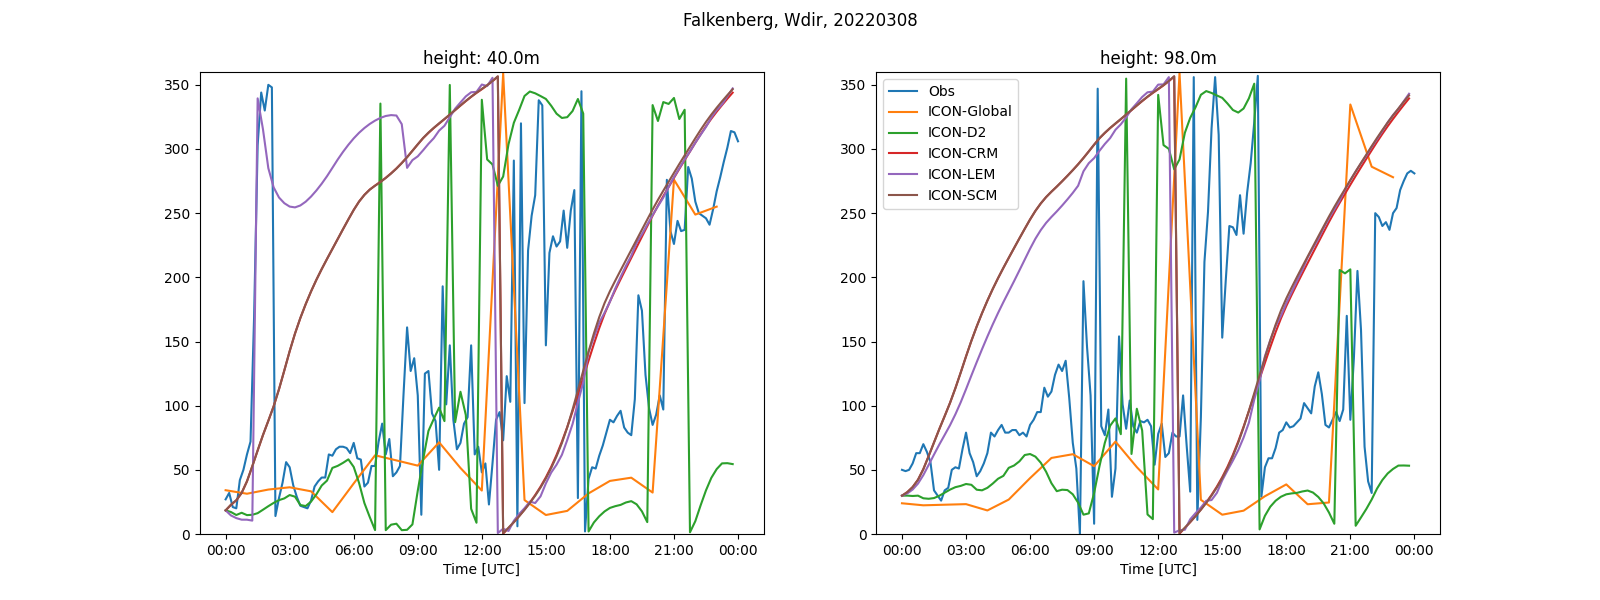 Falkenberg, Wdir, 20220308
height: 40.0m
350
300
250
200
150
100
50
0
00:00 03:00 06:00 09:00 12:00 15:00 18:00 21:00 00:00
Time [UTC]
height: 98.0m
Obs
ICON-Global
ICON-D2
ICON-CRM
ICON-LEM
ICON-SCM
350
300
250
200
150
100
50
0
00:00 03:00 06:00 09:00 12:00 15:00 18:00 21:00 00:00
Time [UTC]